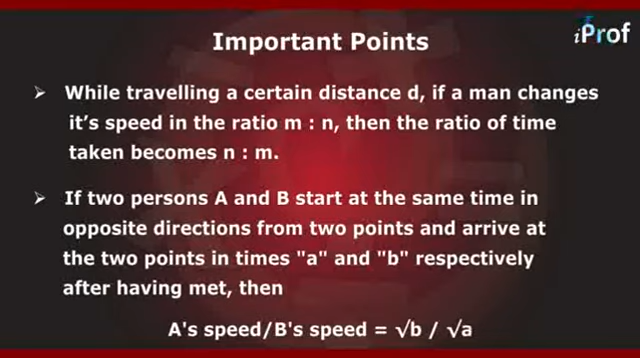 iProf
Important Points
➢ While travelling a certain distance d, if a man changes
it's speed in the ratio m : n, then the ratio of time
taken becomes n : m.
➢ If two persons A and B start at the same time in
opposite directions from two points and arrive at
the two points in times "a" and "b" respectively
after having met, then
A's speed/B's speed = √b / √a